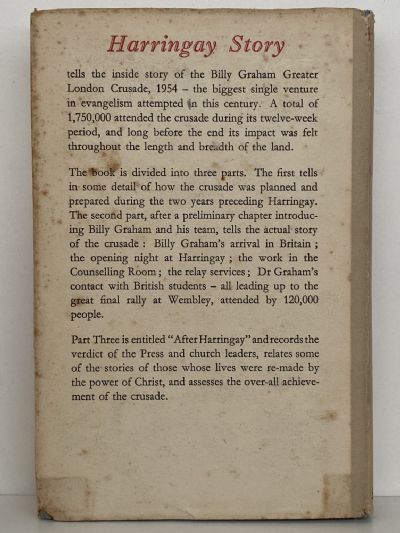 Harringay Story
tells the inside story of the Billy Graham Greater
London Crusade, 1954 – the biggest single venture
in evangelism attempted in this century. A total of
1,750,000 attended the crusade during its twelve-week
period, and long before the end its impact was felt
throughout the length and breadth of the land.
The book is divided into three parts. The first tells
in some detail of how the crusade was planned and
prepared during the two years preceding Harringay.
The second part, after a preliminary chapter introduc-
ing Billy Graham and his team, tells the actual story
of the crusade : Billy Graham's arrival in Britain ;
the opening night at Harringay ; the work in the
Counselling Room ; the relay services ; Dr Graham's
contact with British students – all leading up to the
great final rally at Wembley, attended by 120,000
people.
Part Three is entitled "After Harringay" and records the
verdict of the Press and church leaders, relates some
of the stories of those whose lives were re-made by
the power of Christ, and assesses the over-all achieve-
ment of the crusade.